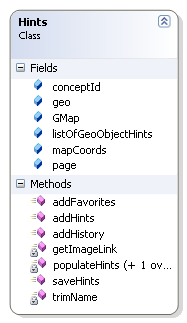 Hints
Class
Fields
conceptId
geo
GMap
listOfGeoObjectHints
mapCoords
page
Methods
addFavorites
addHints
addHistory
getImageLink
populateHints (+ 1 ov...
saveHints
trimName